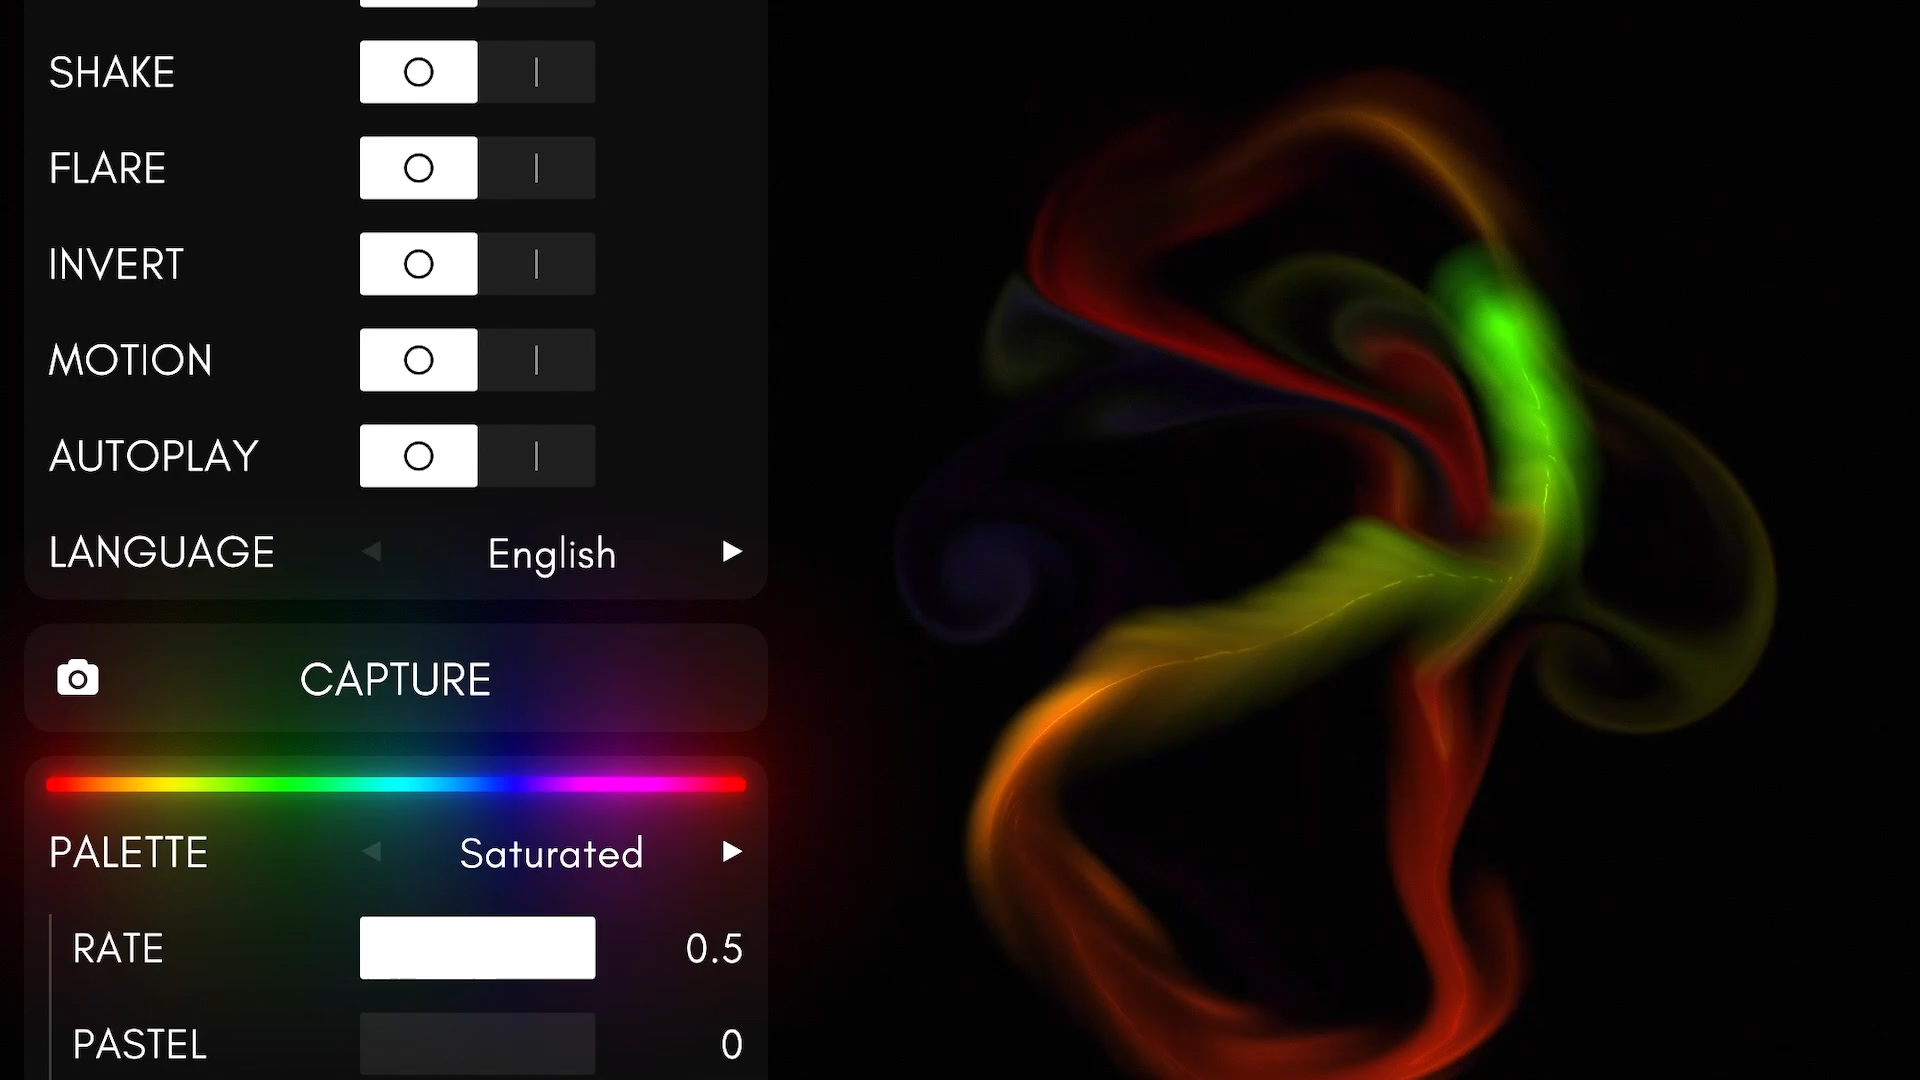 SHAKE
FLARE
INVERT
MOTION
AUTOPLAY
LANGUAGE English
CAPTURE
PALETTE Saturated
RATE 0.5
PASTEL 0